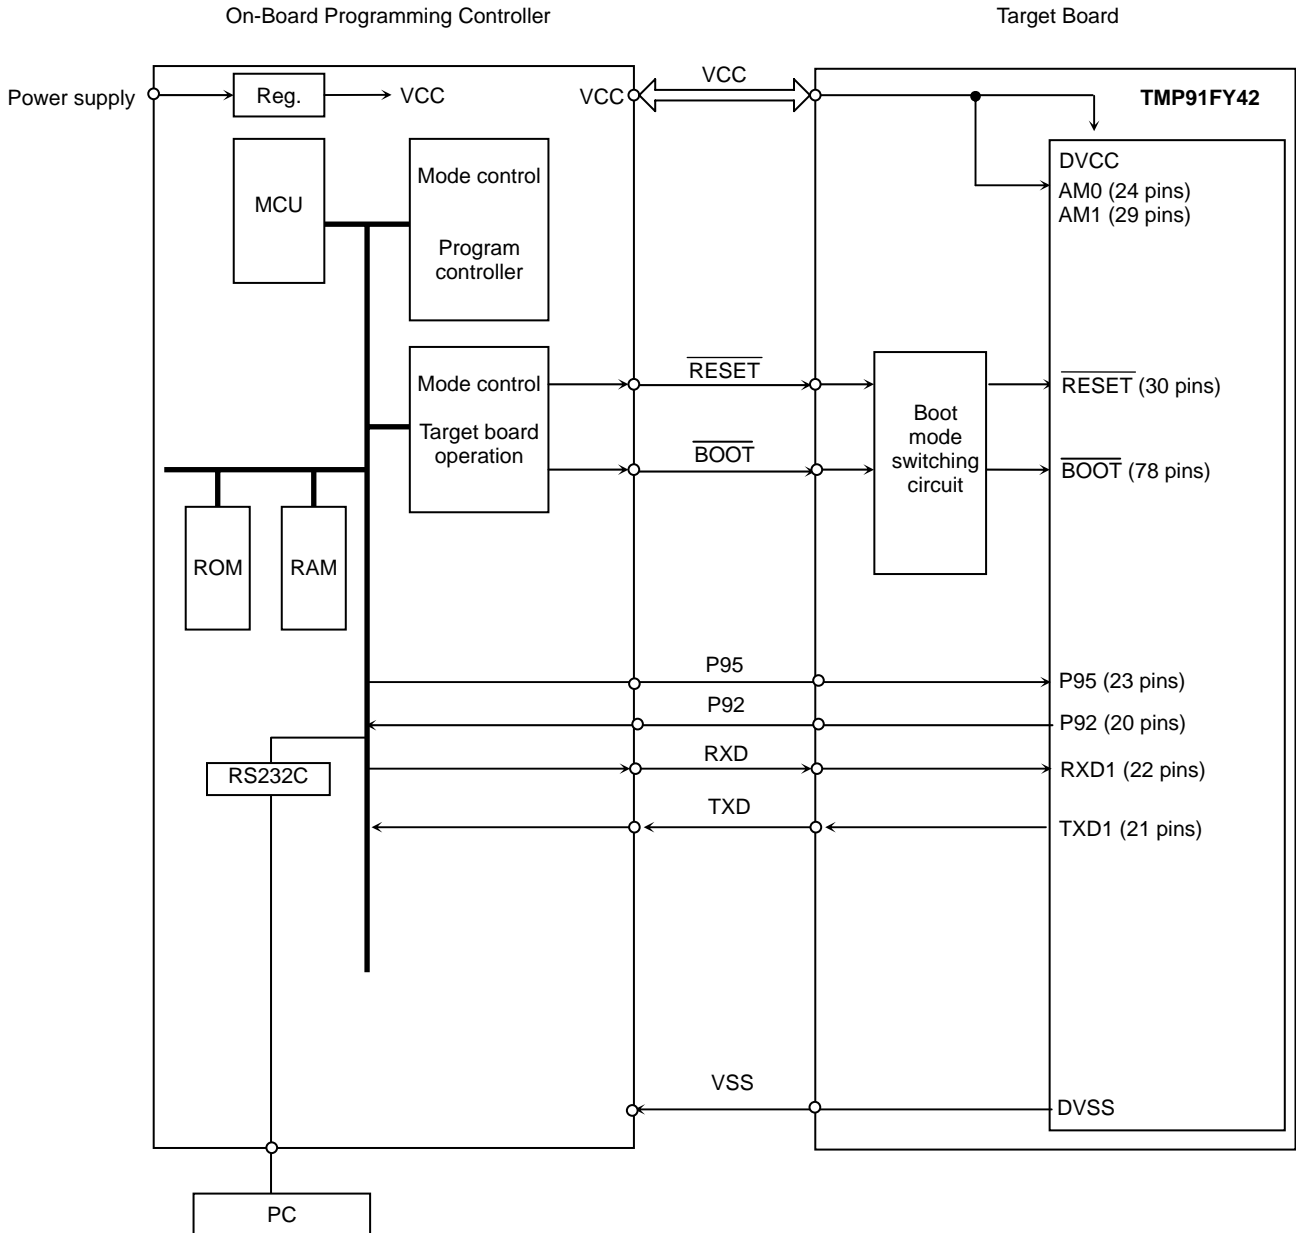 On-Board Programming Controller
Target Board
Power supply
Reg.
VCC
VCC
VCC
TMP91FY42
MCU
Mode control
Program
controller
DVCC
AM0 (24 pins)
AM1 (29 pins)
Mode control
Target board
operation
RESET
BOOT
Boot
mode
switching
circuit
RESET (30 pins)
BOOT (78 pins)
ROM
RAM
P95
P95 (23 pins)
P92
P92 (20 pins)
RS232C
RXD
RXD1 (22 pins)
TXD
TXD1 (21 pins)
VSS
DVSS
PC